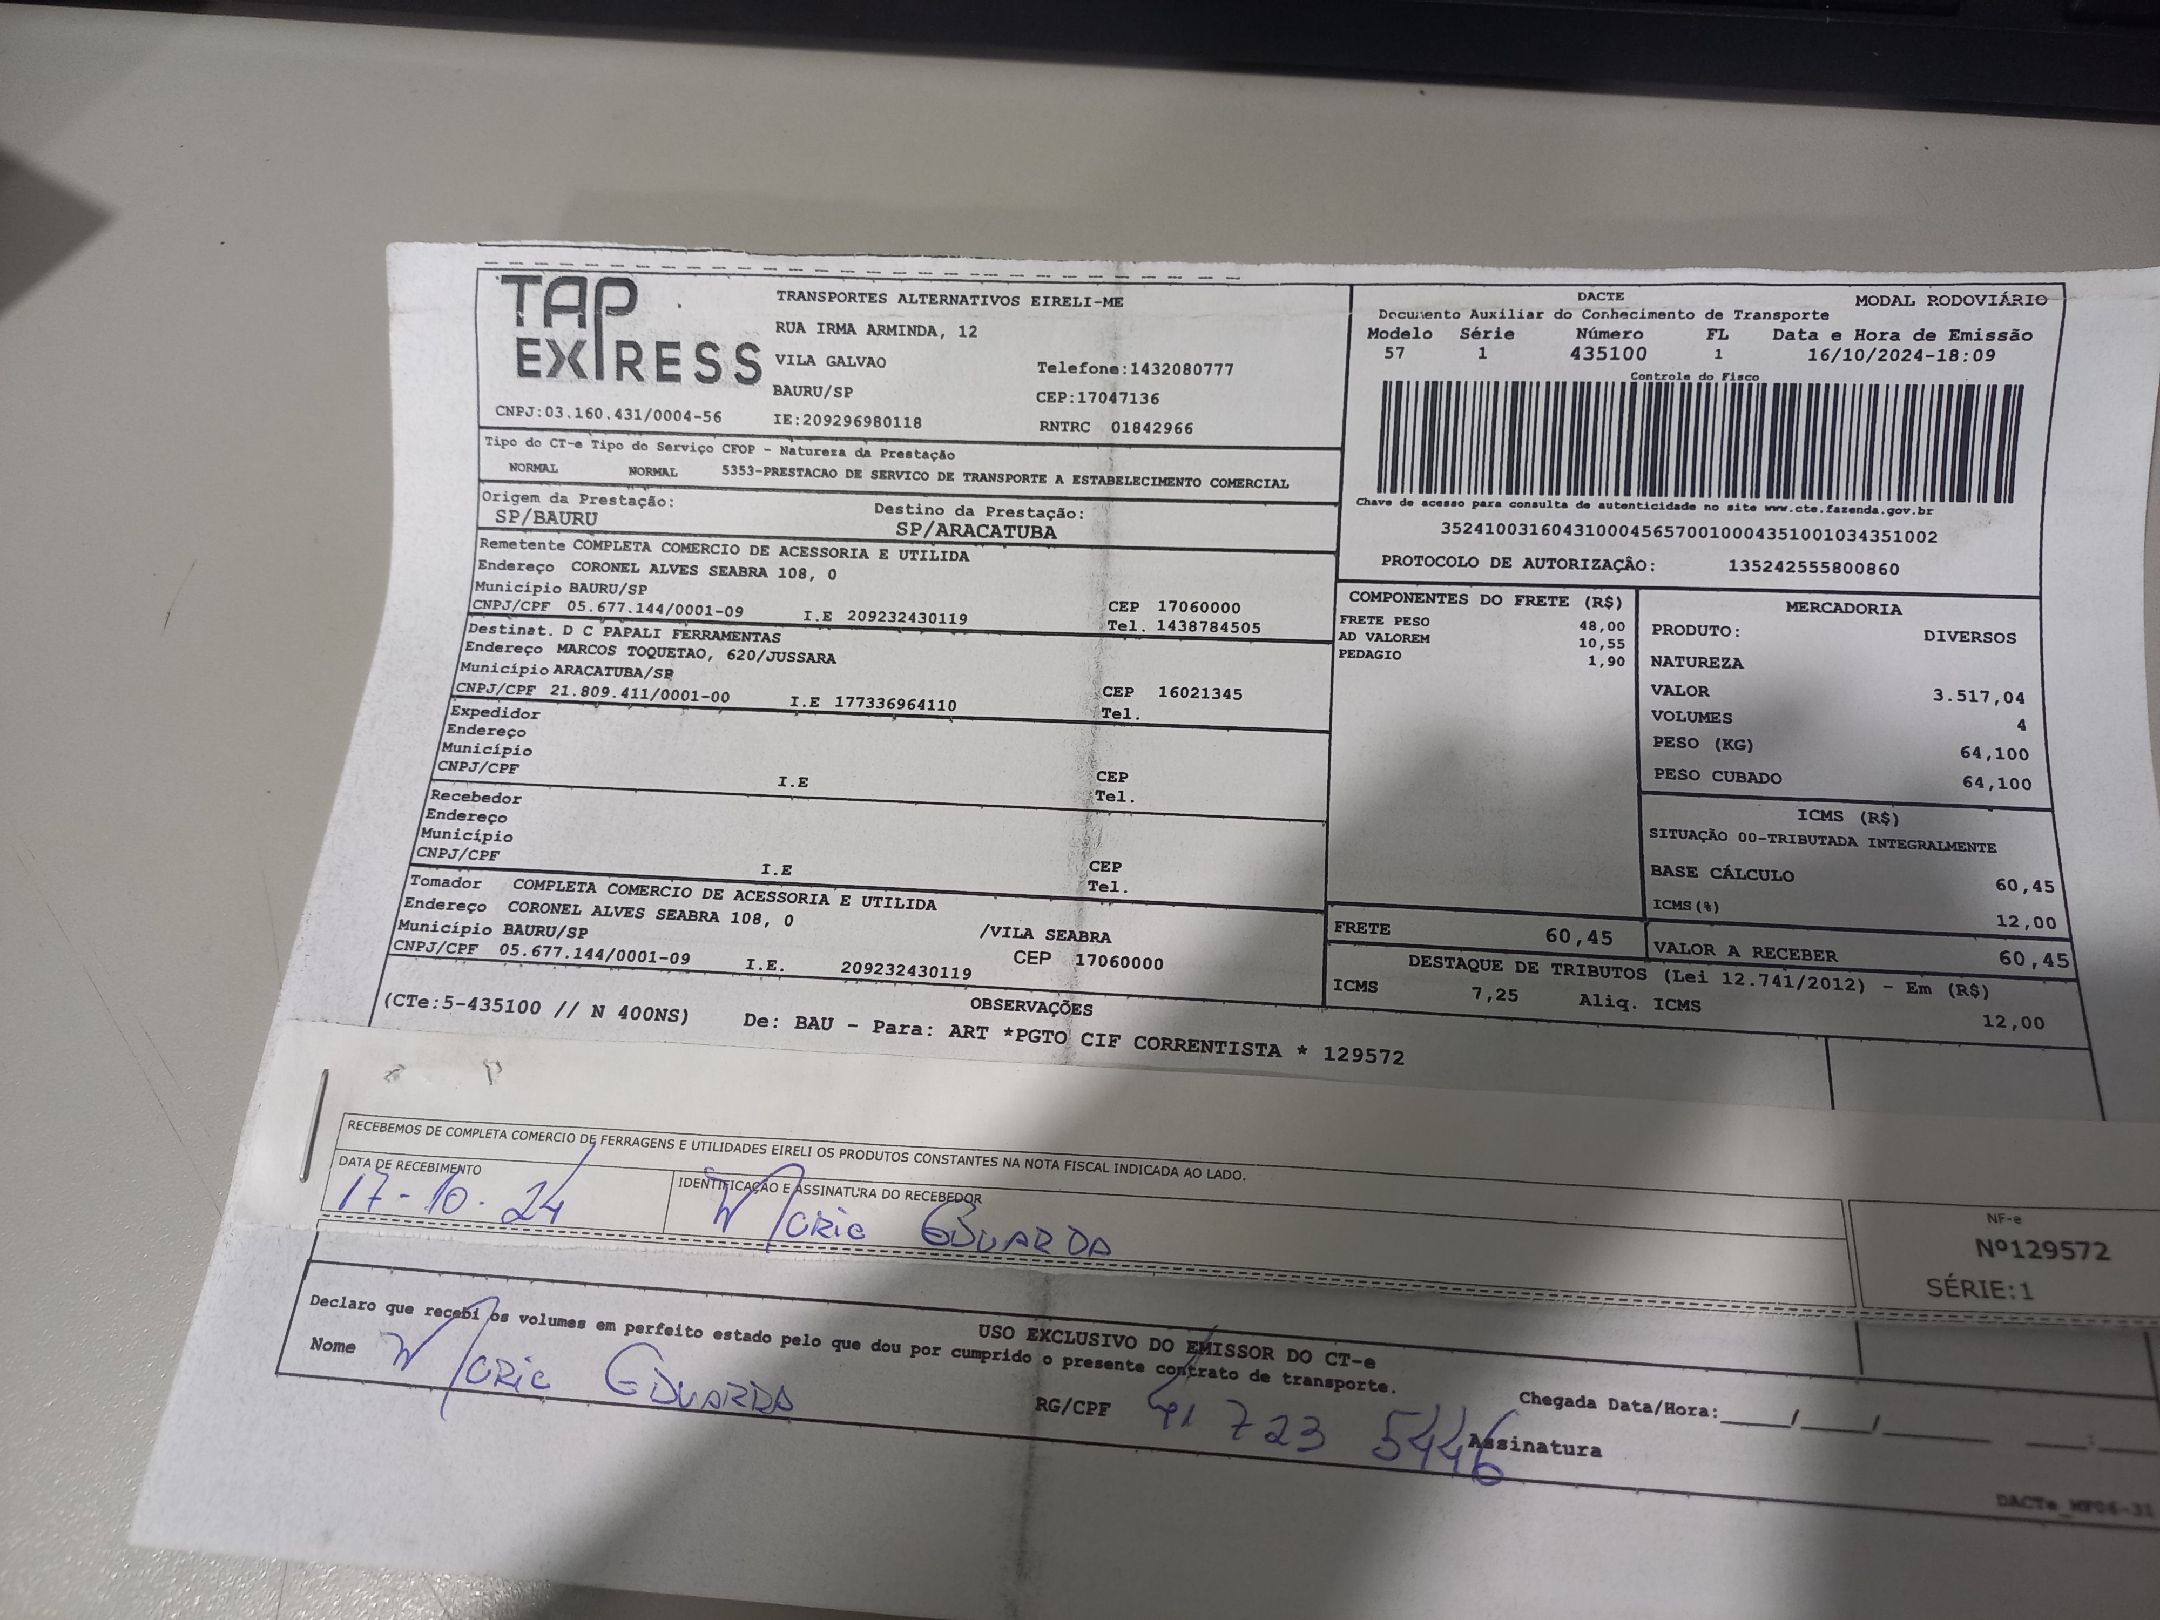 TAP EXPRESS
TRANSPORTES ALTERNATIVOS EIRELI-ME
RUA IRMA ARMINDA, 12
VILA GALVAO Telefone:1432080777
BAURU/SP CEP:17047136
CNPJ:03.160.431/0004-56 IE:209296980118 RNTRC 01842966
DACTE MODAL RODOVIÁRIO
Documento Auxiliar do Conhecimento de Transporte
Modelo Série Número FL Data e Hora de Emissão
57 1 435100 1 16/10/2024-18:09
Controle do Fisco
Chave de acesso para consulta de autenticidade no site www.cte.fazenda.gov.br
35241003160431000456570010004351001034351002
PROTOCOLO DE AUTORIZAÇÂO: 135242555800860
Tipo do CT-e Tipo do Serviço CFOP - Natureza da Prestação
NORMAL NORMAL 5353-PRESTACAO DE SERVICO DE TRANSPORTE A ESTABELECIMENTO COMERCIAL
Origem da Prestação: Destino da Prestação:
SP/BAURU SP/ARACATUBA
Remetente COMPLETA COMERCIO DE ACESSORIA E UTILIDA
Endereço CORONEL ALVES SEABRA 108, 0
Município BAURU/SP CEP 17060000
CNPJ/CPF 05.677.144/0001-09 I.E 209232430119 Tel. 1438784505
Destinat. D C PAPALI FERRAMENTAS
Endereço MARCOS TOQUETAO, 620/JUSSARA
Município ARACATUBA/SP CEP 16021345
CNPJ/CPF 21.809.411/0001-00 I.E 177336964110 Tel.
Expedidor
Endereço
Município CEP
CNPJ/CPF I.E Tel.
Recebedor
Endereço
Município CEP
CNPJ/CPF I.E Tel.
Tomador COMPLETA COMERCIO DE ACESSORIA E UTILIDA
Endereço CORONEL ALVES SEABRA 108, 0 /VILA SEABRA
Município BAURU/SP CEP 17060000
CNPJ/CPF 05.677.144/0001-09 I.E. 209232430119
COMPONENTES DO FRETE (R$)
FRETE PESO 48,00
AD VALOREM 10,55
PEDAGIO 1,90
MERCADORIA
PRODUTO: DIVERSOS
NATUREZA
VALOR 3.517,04
VOLUMES 4
PESO (KG) 64,100
PESO CUBADO 64,100
ICMS (R$)
SITUAÇÃO 00-TRIBUTADA INTEGRALMENTE
BASE CÁLCULO 60,45
ICMS(%) 12,00
FRETE 60,45 VALOR A RECEBER 60,45
DESTAQUE DE TRIBUTOS (Lei 12.741/2012) - Em (R$)
ICMS 7,25 Aliq. ICMS 12,00
OBSERVAÇÕES
(CTe:5-435100 // N 400NS) De: BAU - Para: ART *PGTO CIF CORRENTISTA * 129572
RECEBEMOS DE COMPLETA COMERCIO DE FERRAGENS E UTILIDADES EIRELI OS PRODUTOS CONSTANTES NA NOTA FISCAL INDICADA AO LADO.
DATA DE RECEBIMENTO IDENTIFICAÇÃO E ASSINATURA DO RECEBEDOR
17-10-24 Maria EDUARDA
NF-e
Nº129572
SÉRIE:1
USO EXCLUSIVO DO EMISSOR DO CT-e
Declaro que recebi os volumes em perfeito estado pelo que dou por cumprido o presente contrato de transporte.
Nome Maria EDUARDA RG/CPF 41 723 5446 Assinatura Chegada Data/Hora:____/____/______ ____:____